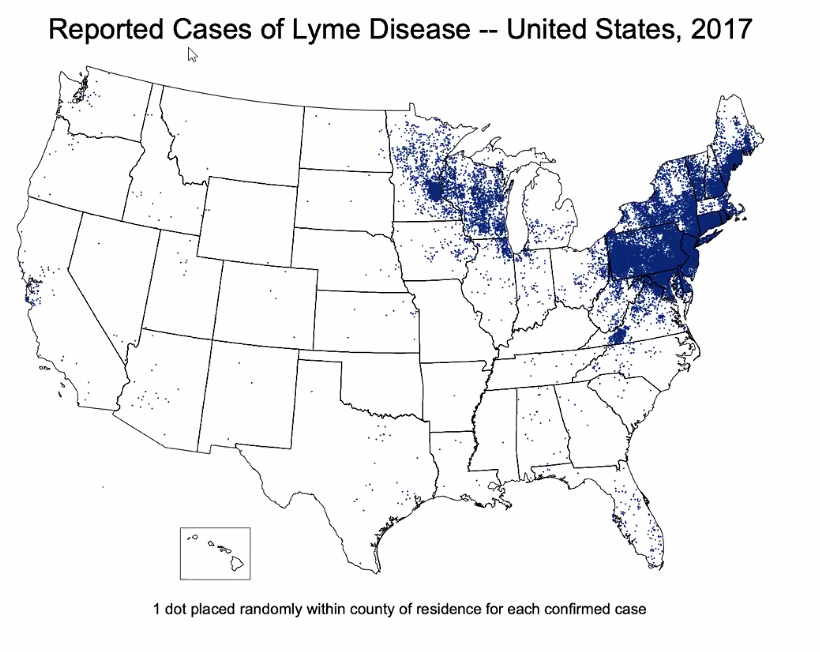 Reported Cases of Lyme Disease -- United States, 2017
1 dot placed randomly within county of residence for each confirmed case